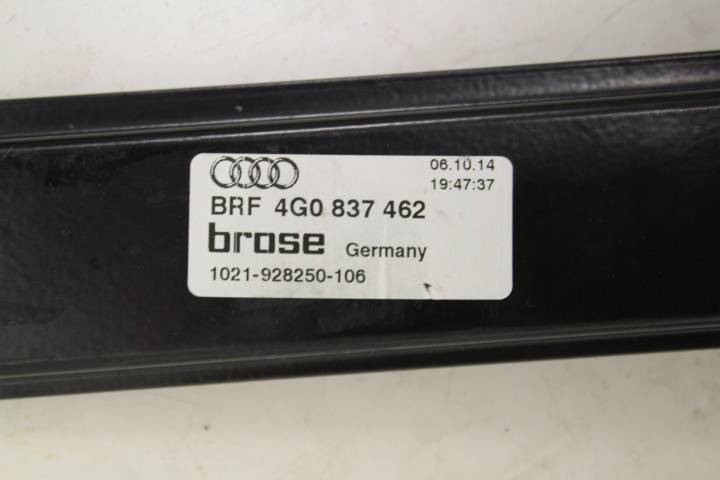 06.10.14
19:47:37
BRF 4G0 837 462
brose Germany
1021-928250-106